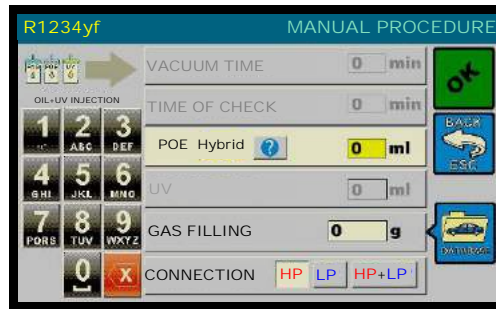 R1234yf MANUAL PROCEDURE
VACUUM TIME 0 min
OIL+UV INJECTION
TIME OF CHECK 0 min
OK
1 2 ABC 3 DEF
POE Hybrid ? 0 ml
BACK
ESC
4 GHI 5 JKL 6 MNO
UV 0 ml
7 PQRS 8 TUV 9 WXYZ
GAS FILLING 0 g
DATABASE
0 X
CONNECTION HP LP HP+LP